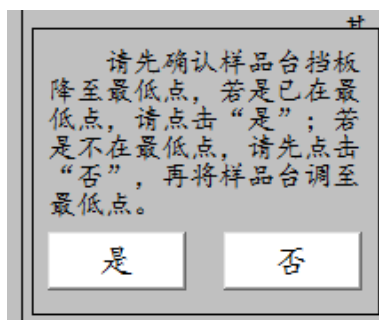 请先确认样品台挡板
降至最低点，若是已在最
低点，请点击“是”；若
是不在最低点，请先点击
“否”，再将样品台调至
最低点。
是
否